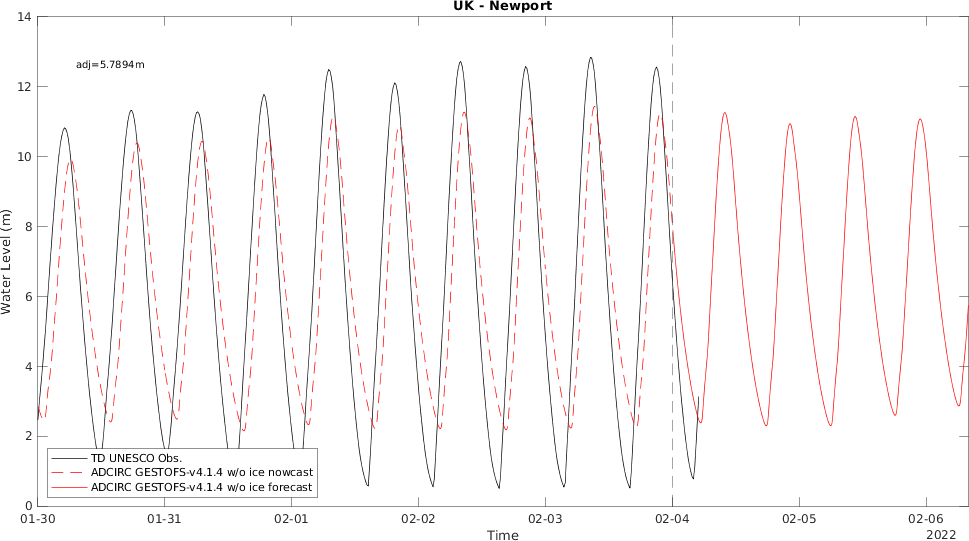 UK - Newport
adj=5.7894m
Water Level (m)
14
12
10
8
6
4
2
0
TD UNESCO Obs.
ADCIRC GESTOFS-v4.1.4 w/o ice nowcast
ADCIRC GESTOFS-v4.1.4 w/o ice forecast
01-30 01-31 02-01 02-02 02-03 02-04 02-05 02-06
Time
2022